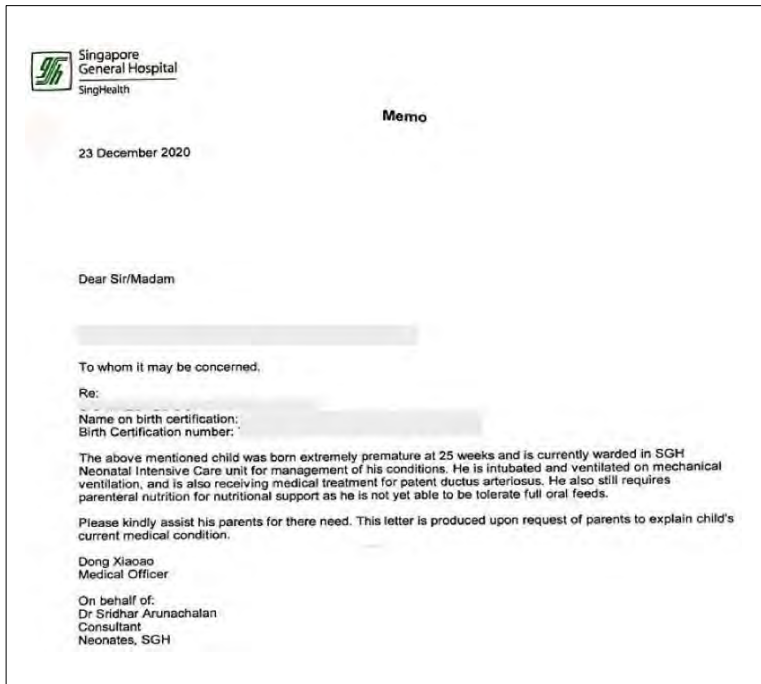 Singapore
General Hospital
SingHealth
Memo
23 December 2020
Dear Sir/Madam
To whom it may be concerned.
Re:
Name on birth certification:
Birth Certification number:
The above mentioned child was born extremely premature at 25 weeks and is currently warded in SGH
Neonatal Intensive Care unit for management of his conditions. He is intubated and ventilated on mechanical
ventilation, and is also receiving medical treatment for patent ductus arteriosus. He also still requires
parenteral nutrition for nutritional support as he is not yet able to be tolerate full oral feeds.
Please kindly assist his parents for there need. This letter is produced upon request of parents to explain child's
current medical condition.
Dong Xiaoao
Medical Officer
On behalf of:
Dr Sridhar Arunachalan
Consultant
Neonates, SGH